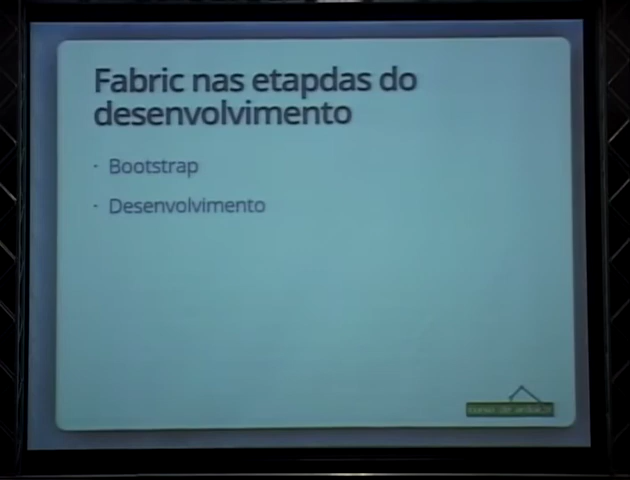 Fabric nas etapdas do
desenvolvimento
· Bootstrap
· Desenvolvimento